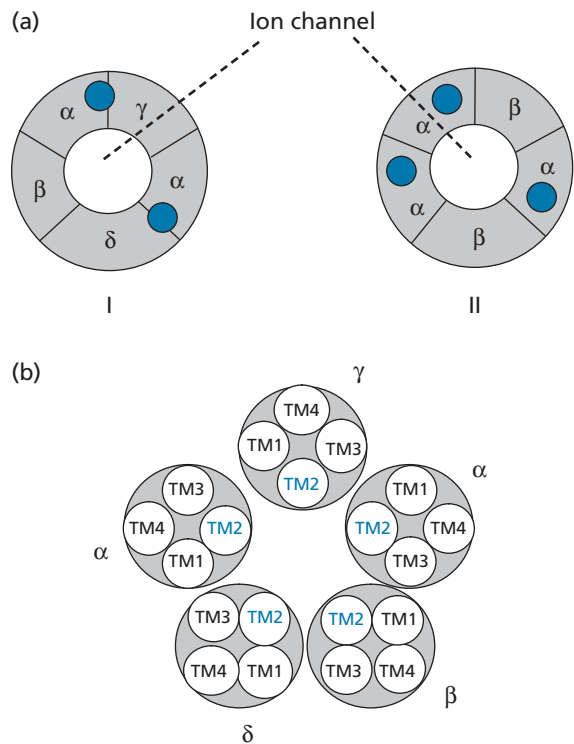 (a)
Ion channel
α γ
β α
δ
I
α β
α
α
β
II
(b)
γ
TM4
TM1 TM3
TM2
α
TM3
TM4 TM2
TM1
α
TM1
TM2 TM4
TM3
TM3 TM2
TM4 TM1
δ
TM2 TM1
TM3 TM4
β